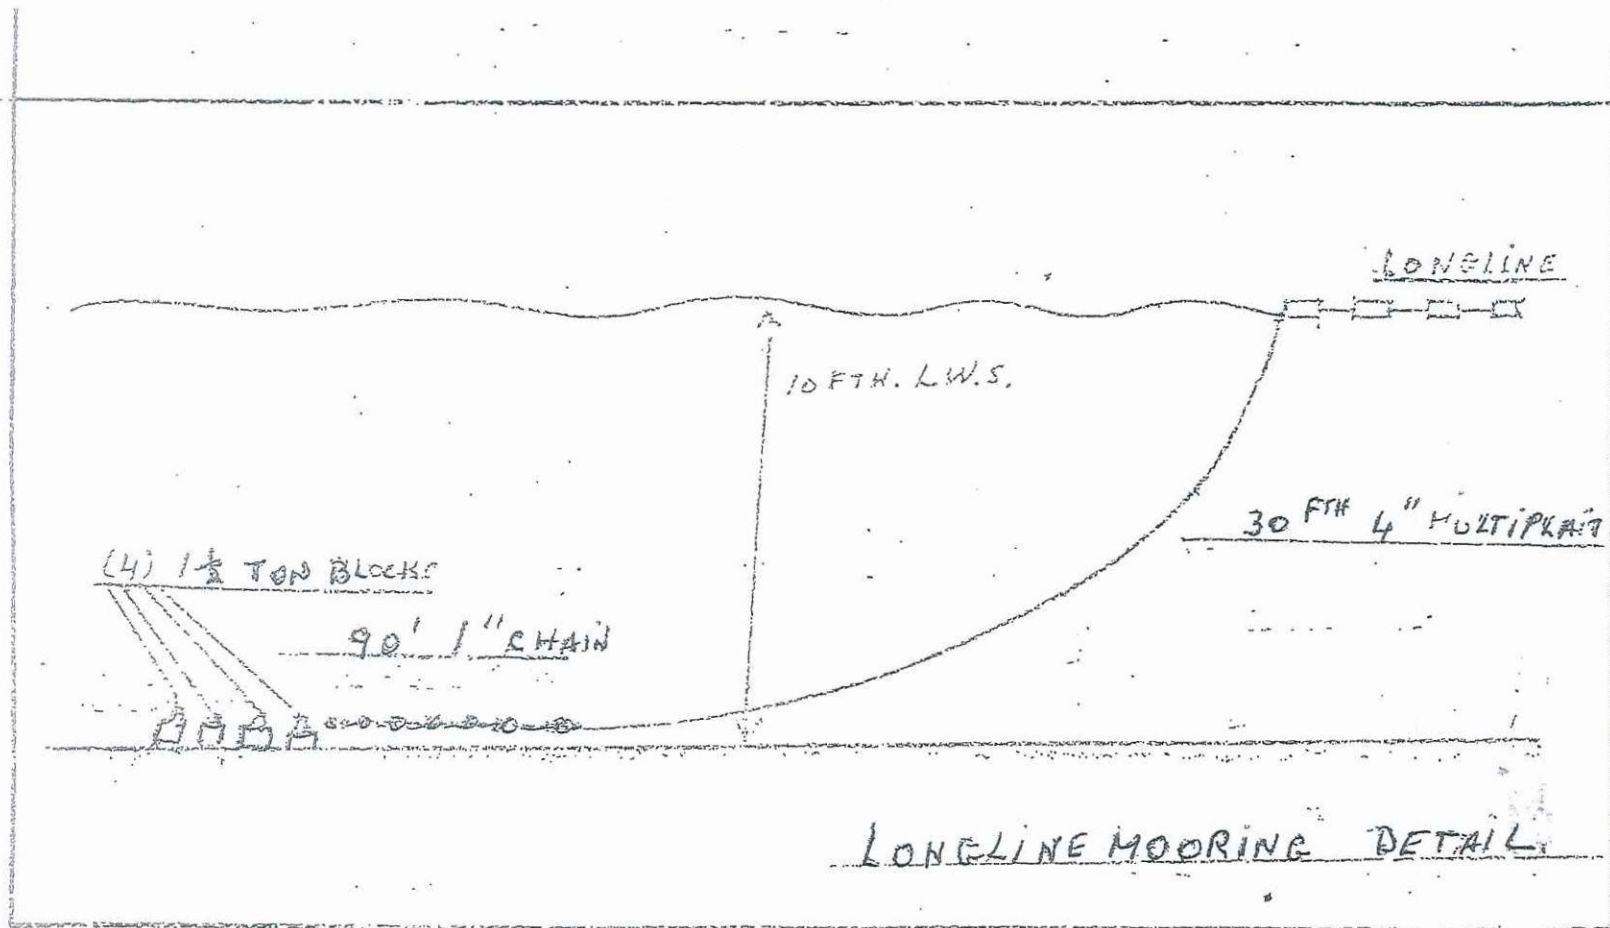 LONGLINE
10 FTH. L.W.S.
30 FTH 4" MULTIPLAIT
(4) 1½ TON BLOCKS
90' 1" CHAIN
LONGLINE MOORING DETAIL.